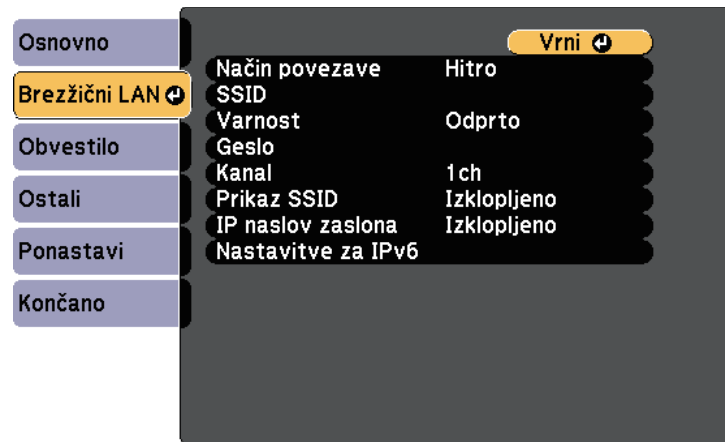 Osnovno
Brezžični LAN
Obvestilo
Ostali
Ponastavi
Končano
Vrni
Način povezave Hitro
SSID
Varnost Odprto
Geslo
Kanal 1ch
Prikaz SSID Izklopljeno
IP naslov zaslona Izklopljeno
Nastavitve za IPv6